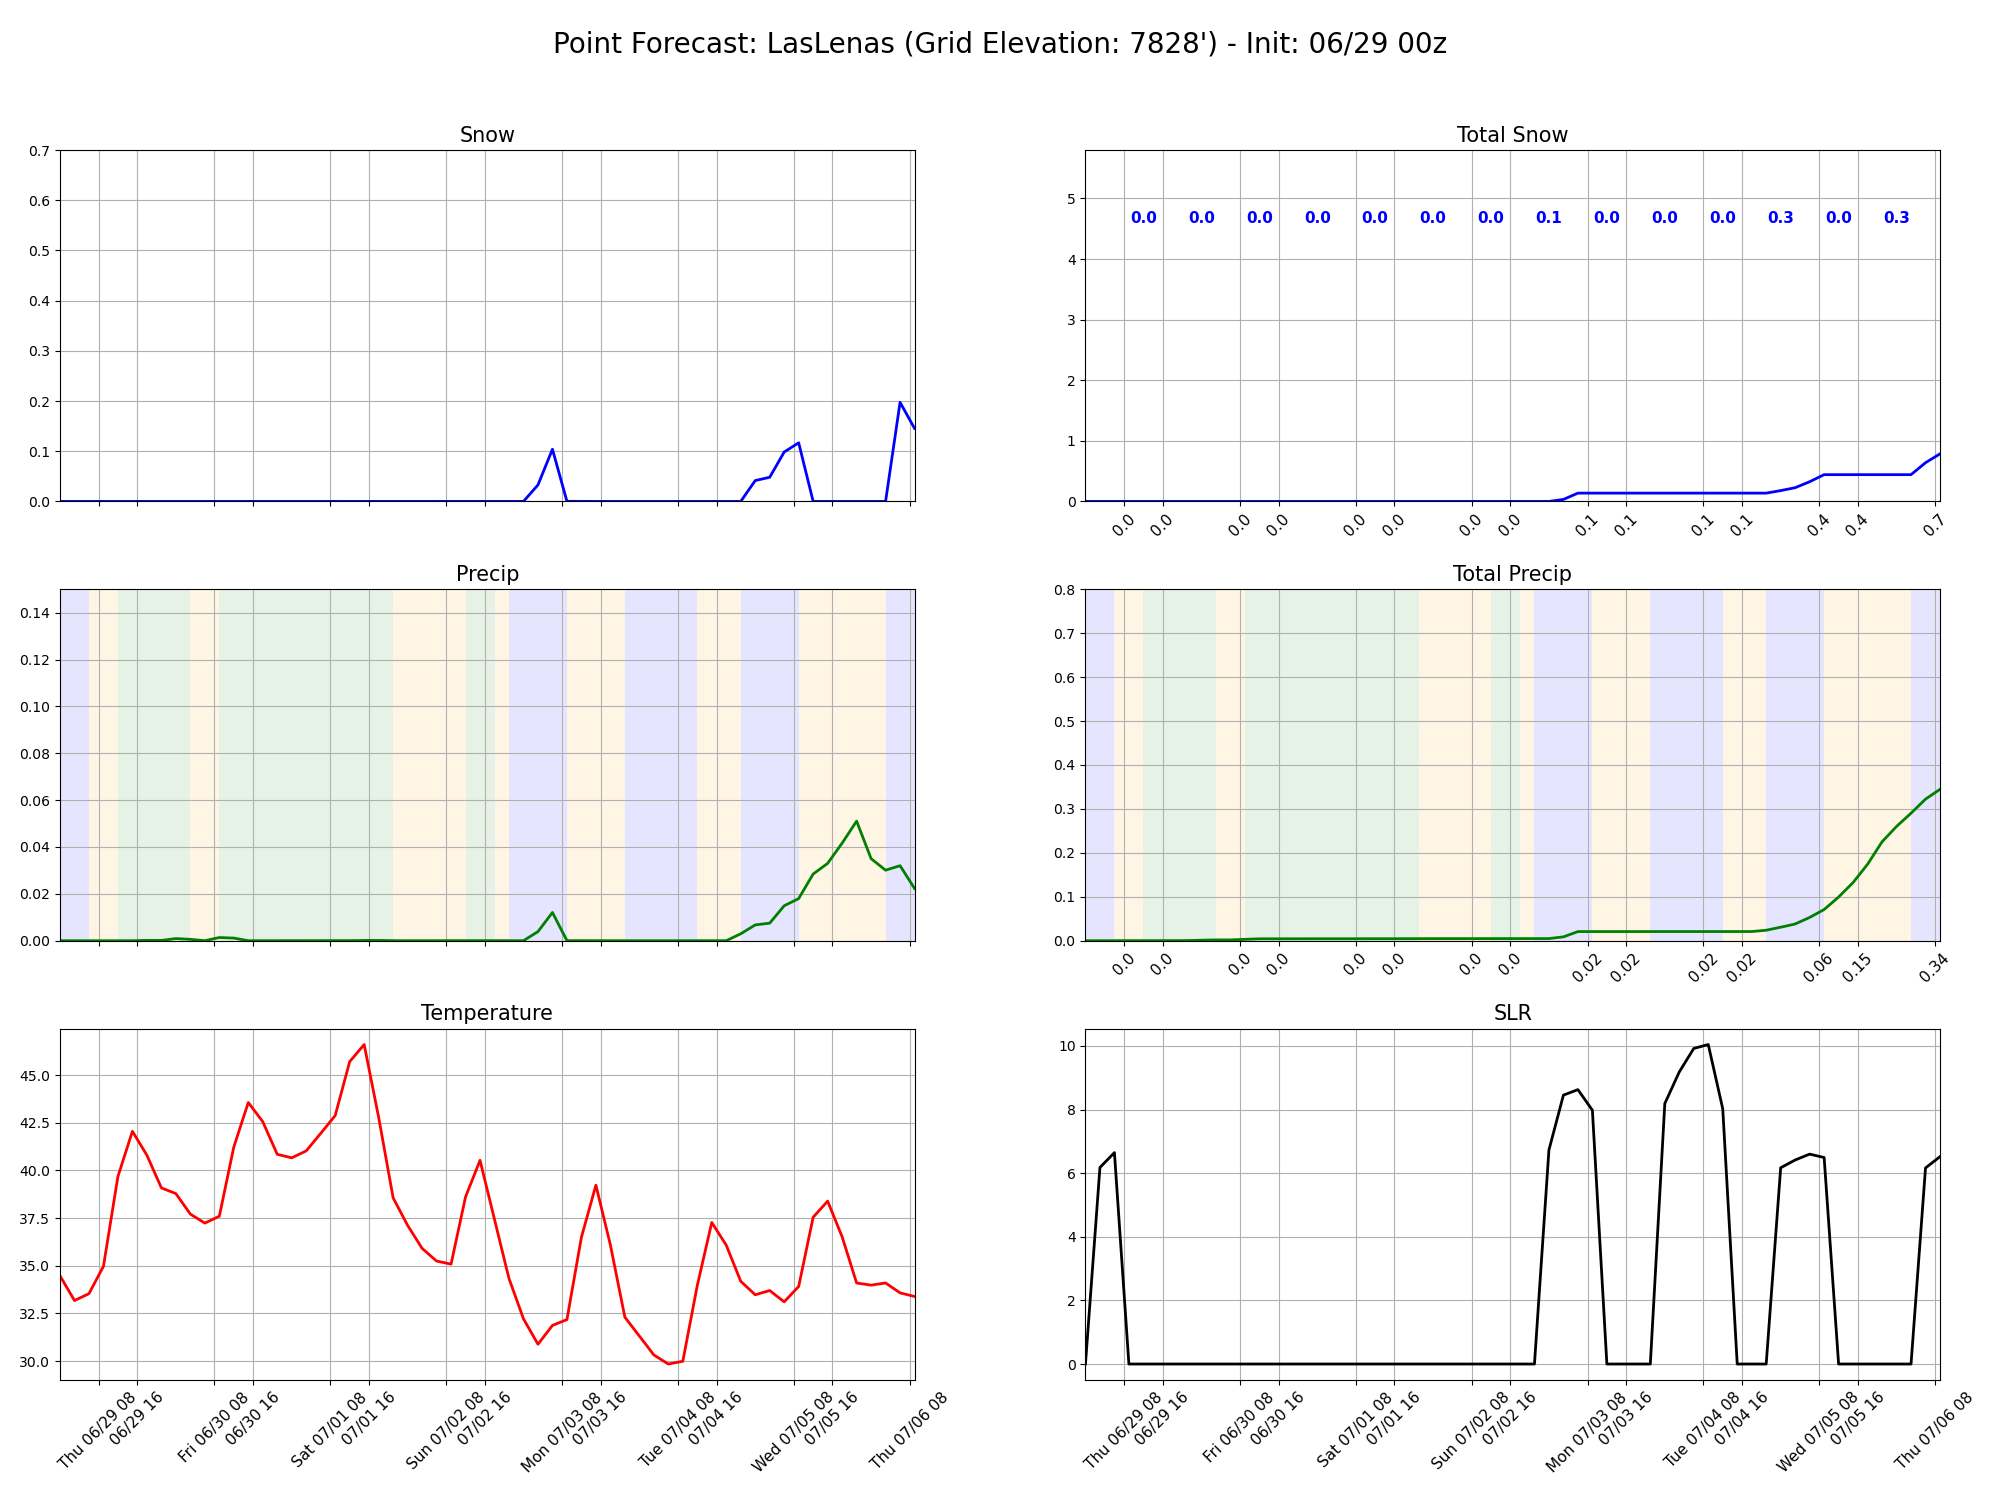 Point Forecast: LasLenas (Grid Elevation: 7828') - Init: 06/29 00z
Snow
0.7
0.6
0.5
0.4
0.3
0.2
0.1
0.0
Total Snow
5
4
3
2
1
0
0.0 0.0 0.0 0.0 0.0 0.0 0.0 0.1 0.0 0.0 0.0 0.3 0.0 0.3
0.0 0.0 0.0 0.0 0.0 0.0 0.0 0.0 0.1 0.1 0.1 0.1 0.4 0.4 0.7
Precip
0.14
0.12
0.10
0.08
0.06
0.04
0.02
0.00
Total Precip
0.8
0.7
0.6
0.5
0.4
0.3
0.2
0.1
0.0
0.0 0.0 0.0 0.0 0.0 0.0 0.0 0.0 0.02 0.02 0.02 0.02 0.06 0.15 0.34
Temperature
45.0
42.5
40.0
37.5
35.0
32.5
30.0
Thu 06/29 08
06/29 16
Fri 06/30 08
06/30 16
Sat 07/01 08
07/01 16
Sun 07/02 08
07/02 16
Mon 07/03 08
07/03 16
Tue 07/04 08
07/04 16
Wed 07/05 08
07/05 16
Thu 07/06 08
SLR
10
8
6
4
2
0
Thu 06/29 08
06/29 16
Fri 06/30 08
06/30 16
Sat 07/01 08
07/01 16
Sun 07/02 08
07/02 16
Mon 07/03 08
07/03 16
Tue 07/04 08
07/04 16
Wed 07/05 08
07/05 16
Thu 07/06 08